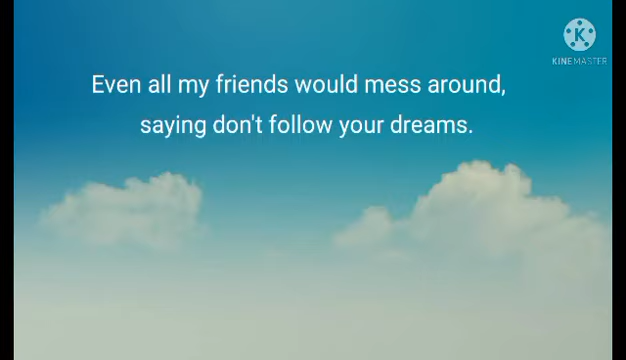 K
KINEMASTER
Even all my friends would mess around,
saying don't follow your dreams.